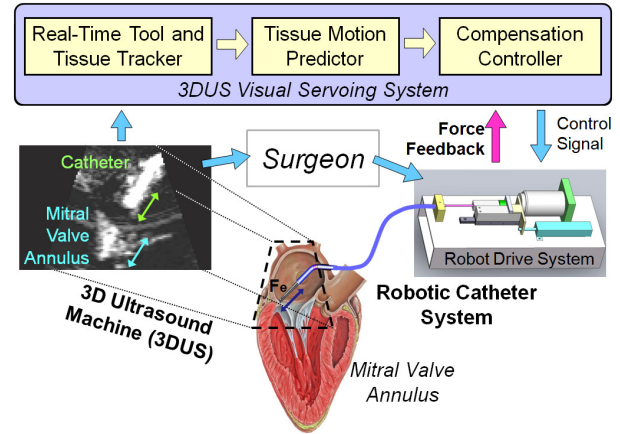 Real-Time Tool and
Tissue Tracker
Tissue Motion
Predictor
Compensation
Controller
3DUS Visual Servoing System
Force
Feedback
Control
Signal
Surgeon
Catheter
Mitral
Valve
Annulus
Robot Drive System
Fe
3D Ultrasound
Machine (3DUS)
Robotic Catheter
System
Mitral Valve
Annulus